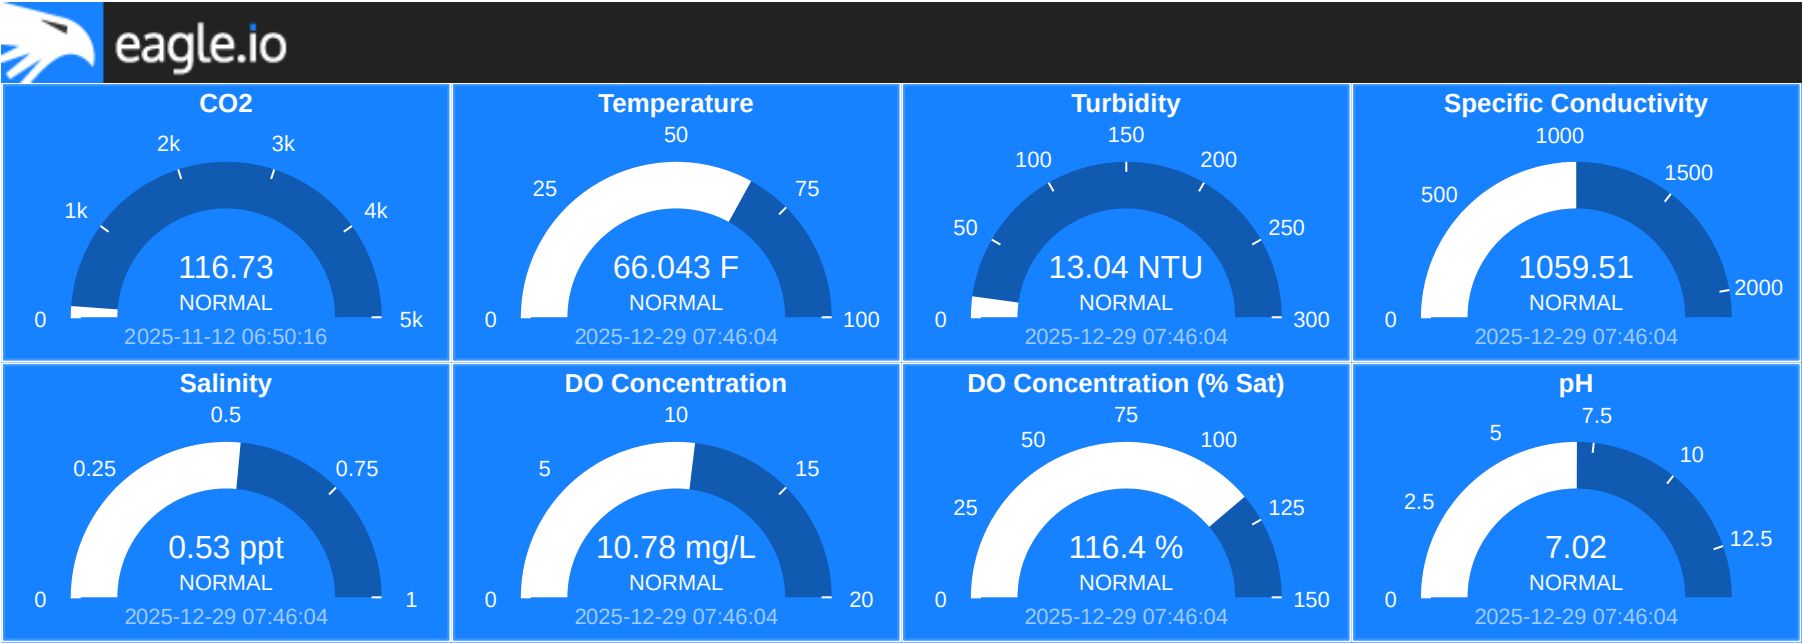 eagle.io
CO2
0
1k
2k
3k
4k
5k
116.73
NORMAL
2025-11-12 06:50:16
Temperature
0
25
50
75
100
66.043 F
NORMAL
2025-12-29 07:46:04
Turbidity
0
50
100
150
200
250
300
13.04 NTU
NORMAL
2025-12-29 07:46:04
Specific Conductivity
0
500
1000
1500
2000
1059.51
NORMAL
2025-12-29 07:46:04
Salinity
0
0.25
0.5
0.75
1
0.53 ppt
NORMAL
2025-12-29 07:46:04
DO Concentration
0
5
10
15
20
10.78 mg/L
NORMAL
2025-12-29 07:46:04
DO Concentration (% Sat)
0
25
50
75
100
125
150
116.4 %
NORMAL
2025-12-29 07:46:04
pH
0
2.5
5
7.5
10
12.5
7.02
NORMAL
2025-12-29 07:46:04